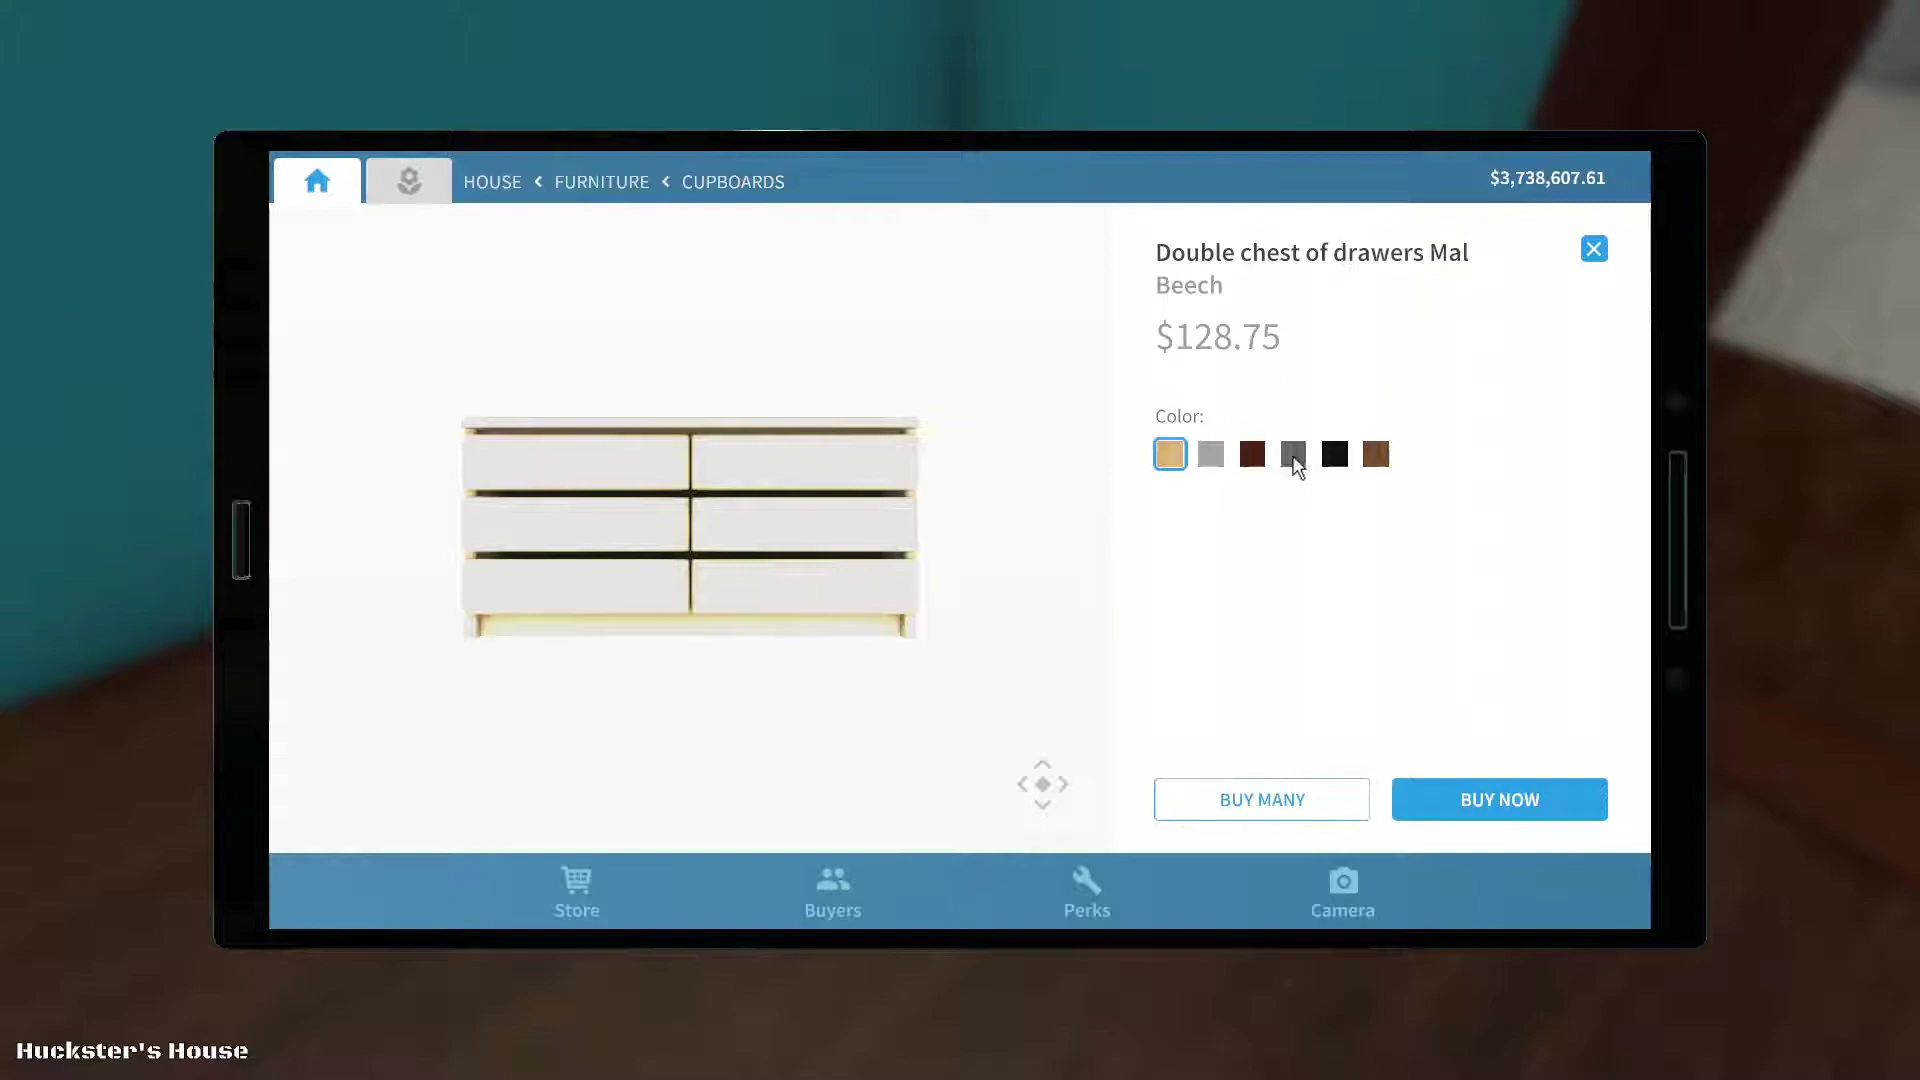 HOUSE < FURNITURE < CUPBOARDS
$3,738,607.61
Double chest of drawers Mal
Beech
$128.75
Color:
BUY MANY
BUY NOW
Store
Buyers
Perks
Camera
Huckster's House